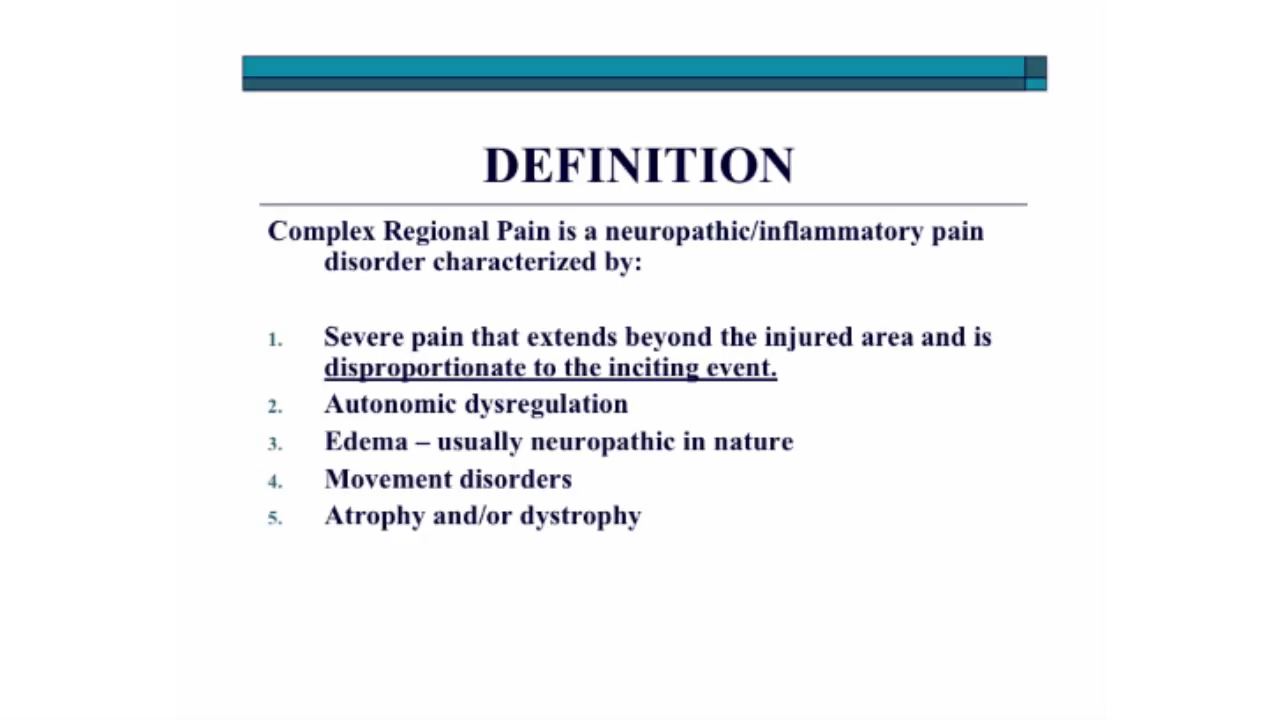 DEFINITION
Complex Regional Pain is a neuropathic/inflammatory pain
disorder characterized by:
1. Severe pain that extends beyond the injured area and is
disproportionate to the inciting event.
2. Autonomic dysregulation
3. Edema – usually neuropathic in nature
4. Movement disorders
5. Atrophy and/or dystrophy